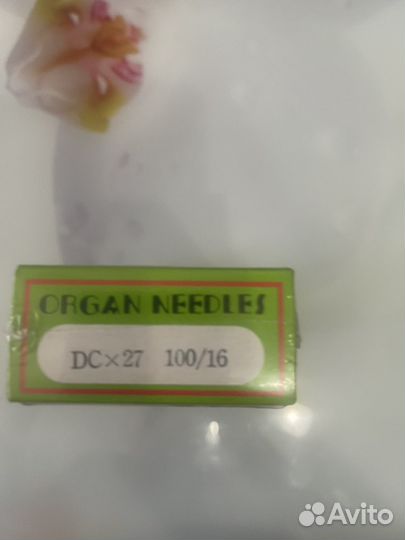 ORGAN NEEDLES
DC×27 100/16
Avito